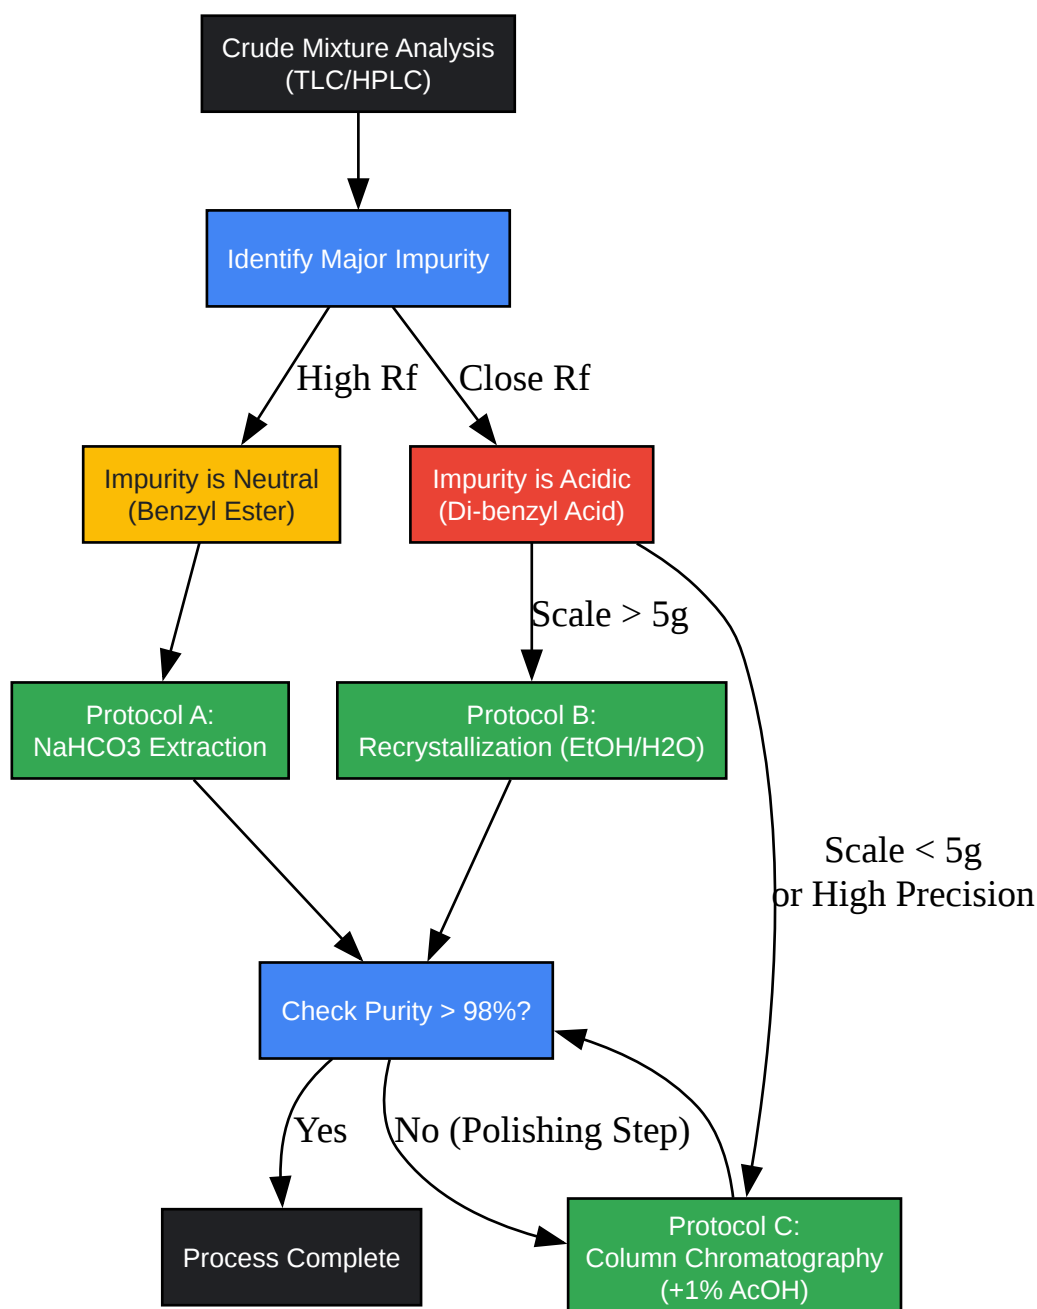 Crude Mixture Analysis
(TLC/HPLC)
Identify Major Impurity
High Rf
Close Rf
Impurity is Neutral
(Benzyl Ester)
Impurity is Acidic
(Di-benzyl Acid)
Scale > 5g
Protocol A:
NaHCO3 Extraction
Protocol B:
Recrystallization (EtOH/H2O)
Scale < 5g
or High Precision
Check Purity > 98%?
Yes
No (Polishing Step)
Process Complete
Protocol C:
Column Chromatography
(+1% AcOH)